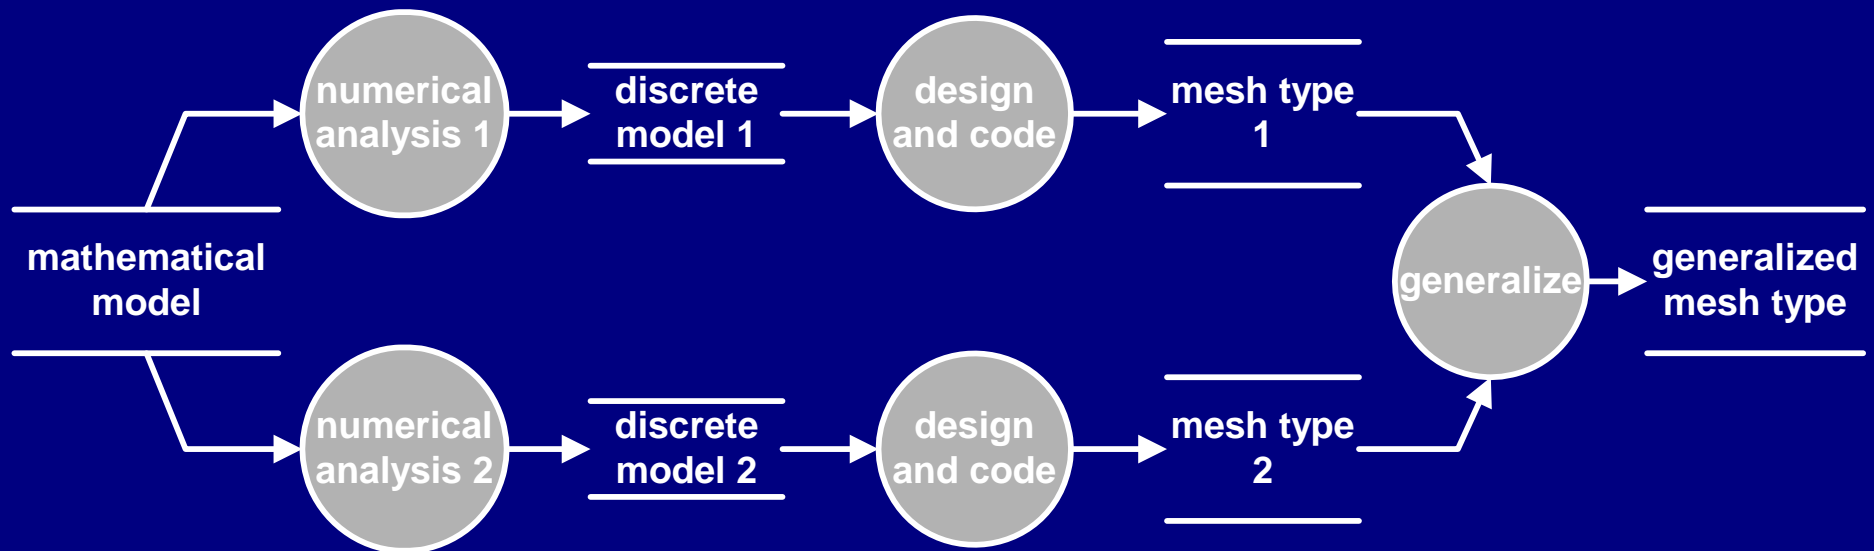 mathematical
model
numerical
analysis 1
discrete
model 1
design
and code
mesh type
1
numerical
analysis 2
discrete
model 2
design
and code
mesh type
2
generalize
generalized
mesh type